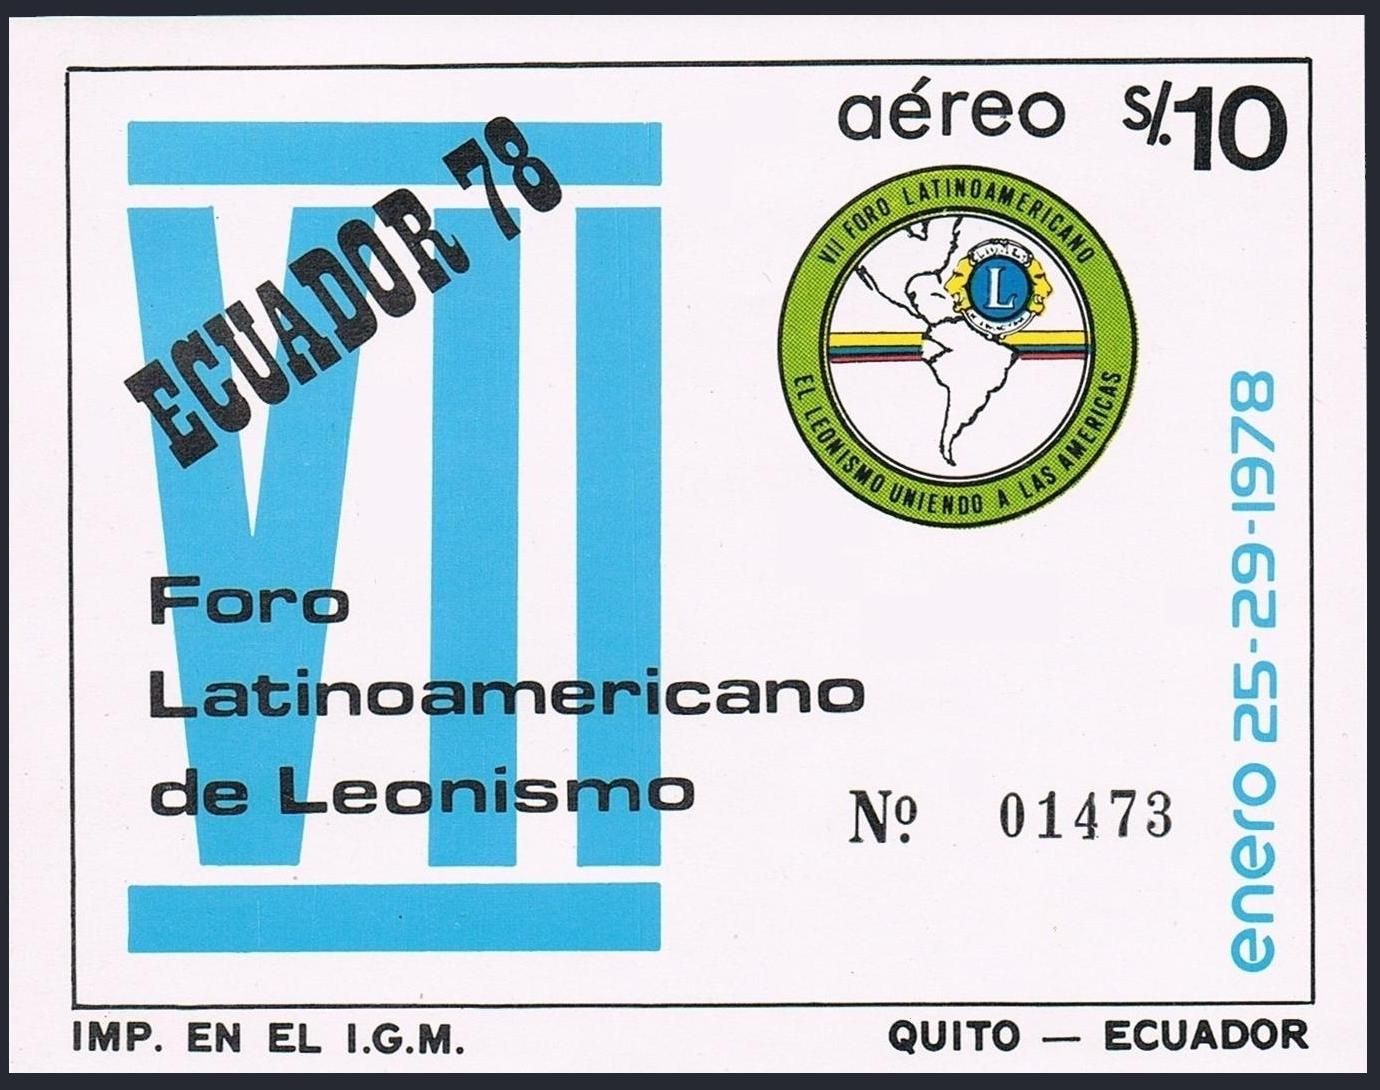 aéreo S/.10
ECUADOR 78
VII
Foro
Latinoamericano
de Leonismo
VII FORO LATINOAMERICANO
L
EL LEONISMO UNIENDO A LAS AMERICAS
Nº 01473
enero 25-29-1978
IMP. EN EL I.G.M.
QUITO — ECUADOR